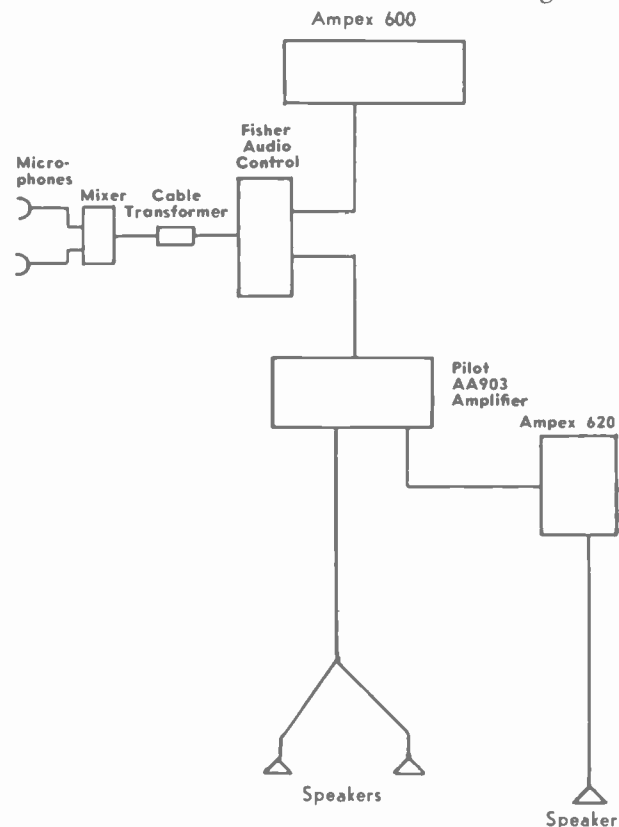 Ampex 600
Fisher
Audio
Control
Micro-
phones
Mixer
Cable
Transformer
Pilot
AA903
Amplifier
Ampex 620
Speakers
Speaker